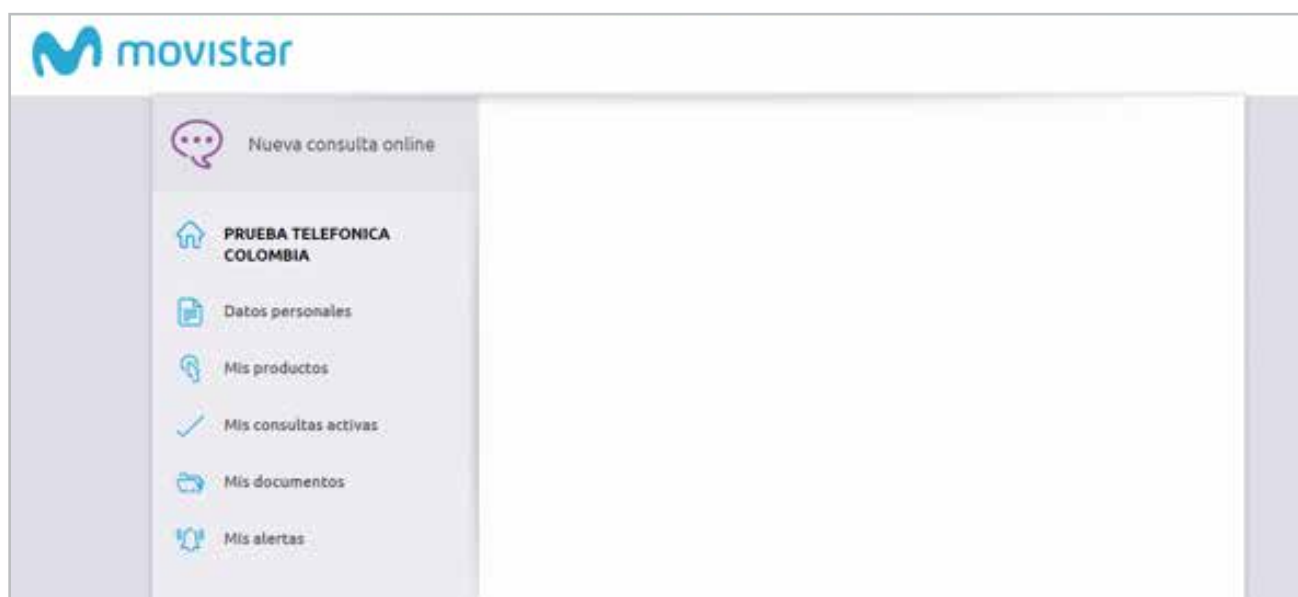 movistar
Nueva consulta online
PRUEBA TELEFONICA
COLOMBIA
Datos personales
Mis productos
Mis consultas activas
Mis documentos
Mis alertas